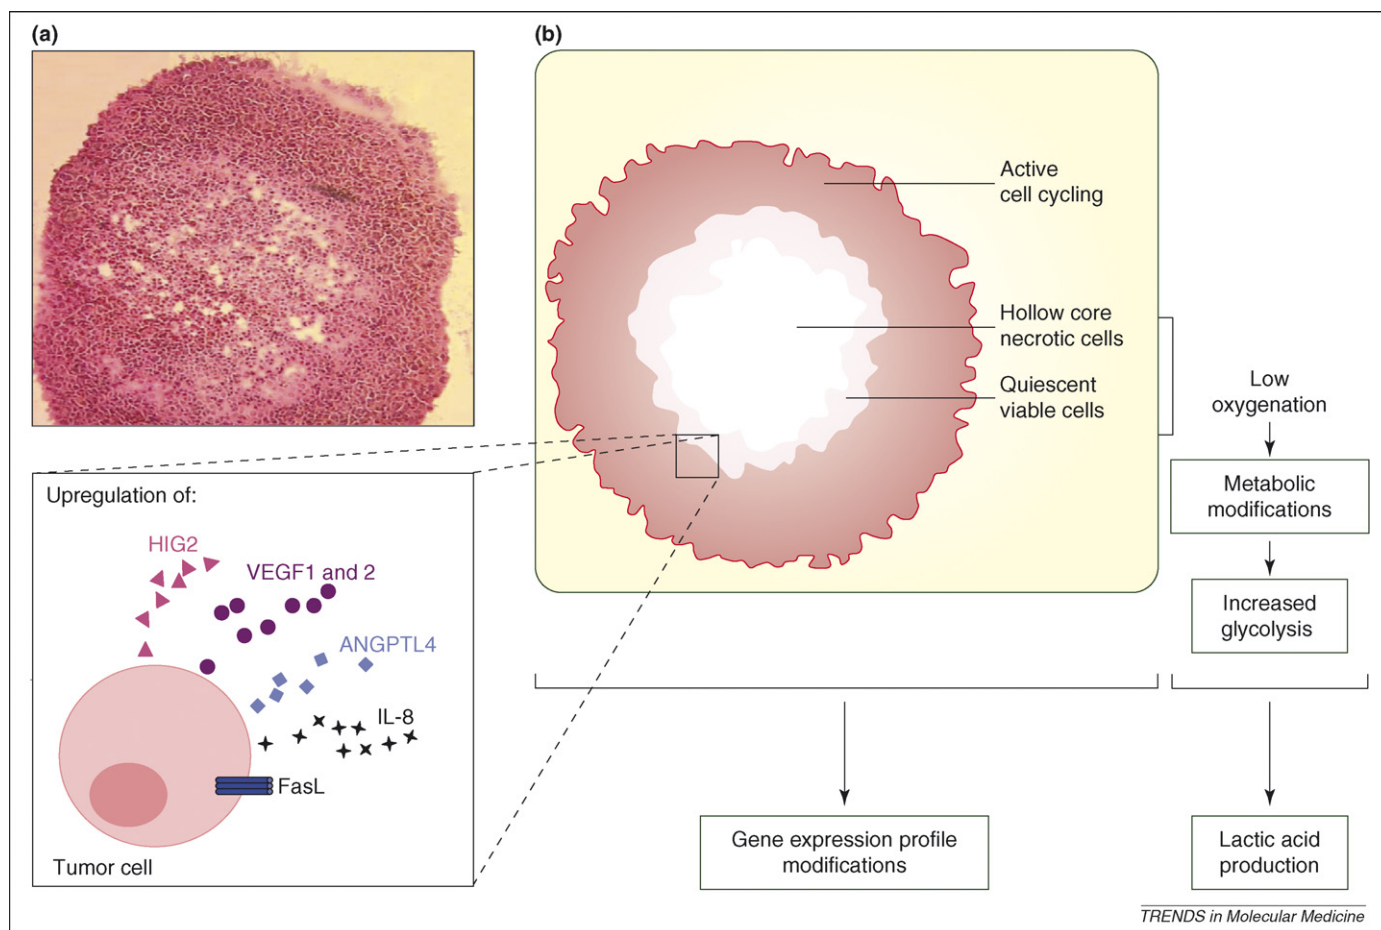 (a)
(b)
Active
cell cycling
Hollow core
necrotic cells
Quiescent
viable cells
Low
oxygenation
Metabolic
modifications
Increased
glycolysis
Upregulation of:
HIG2
VEGF1 and 2
ANGPTL4
IL-8
FasL
Tumor cell
Gene expression profile
modifications
Lactic acid
production
TRENDS in Molecular Medicine